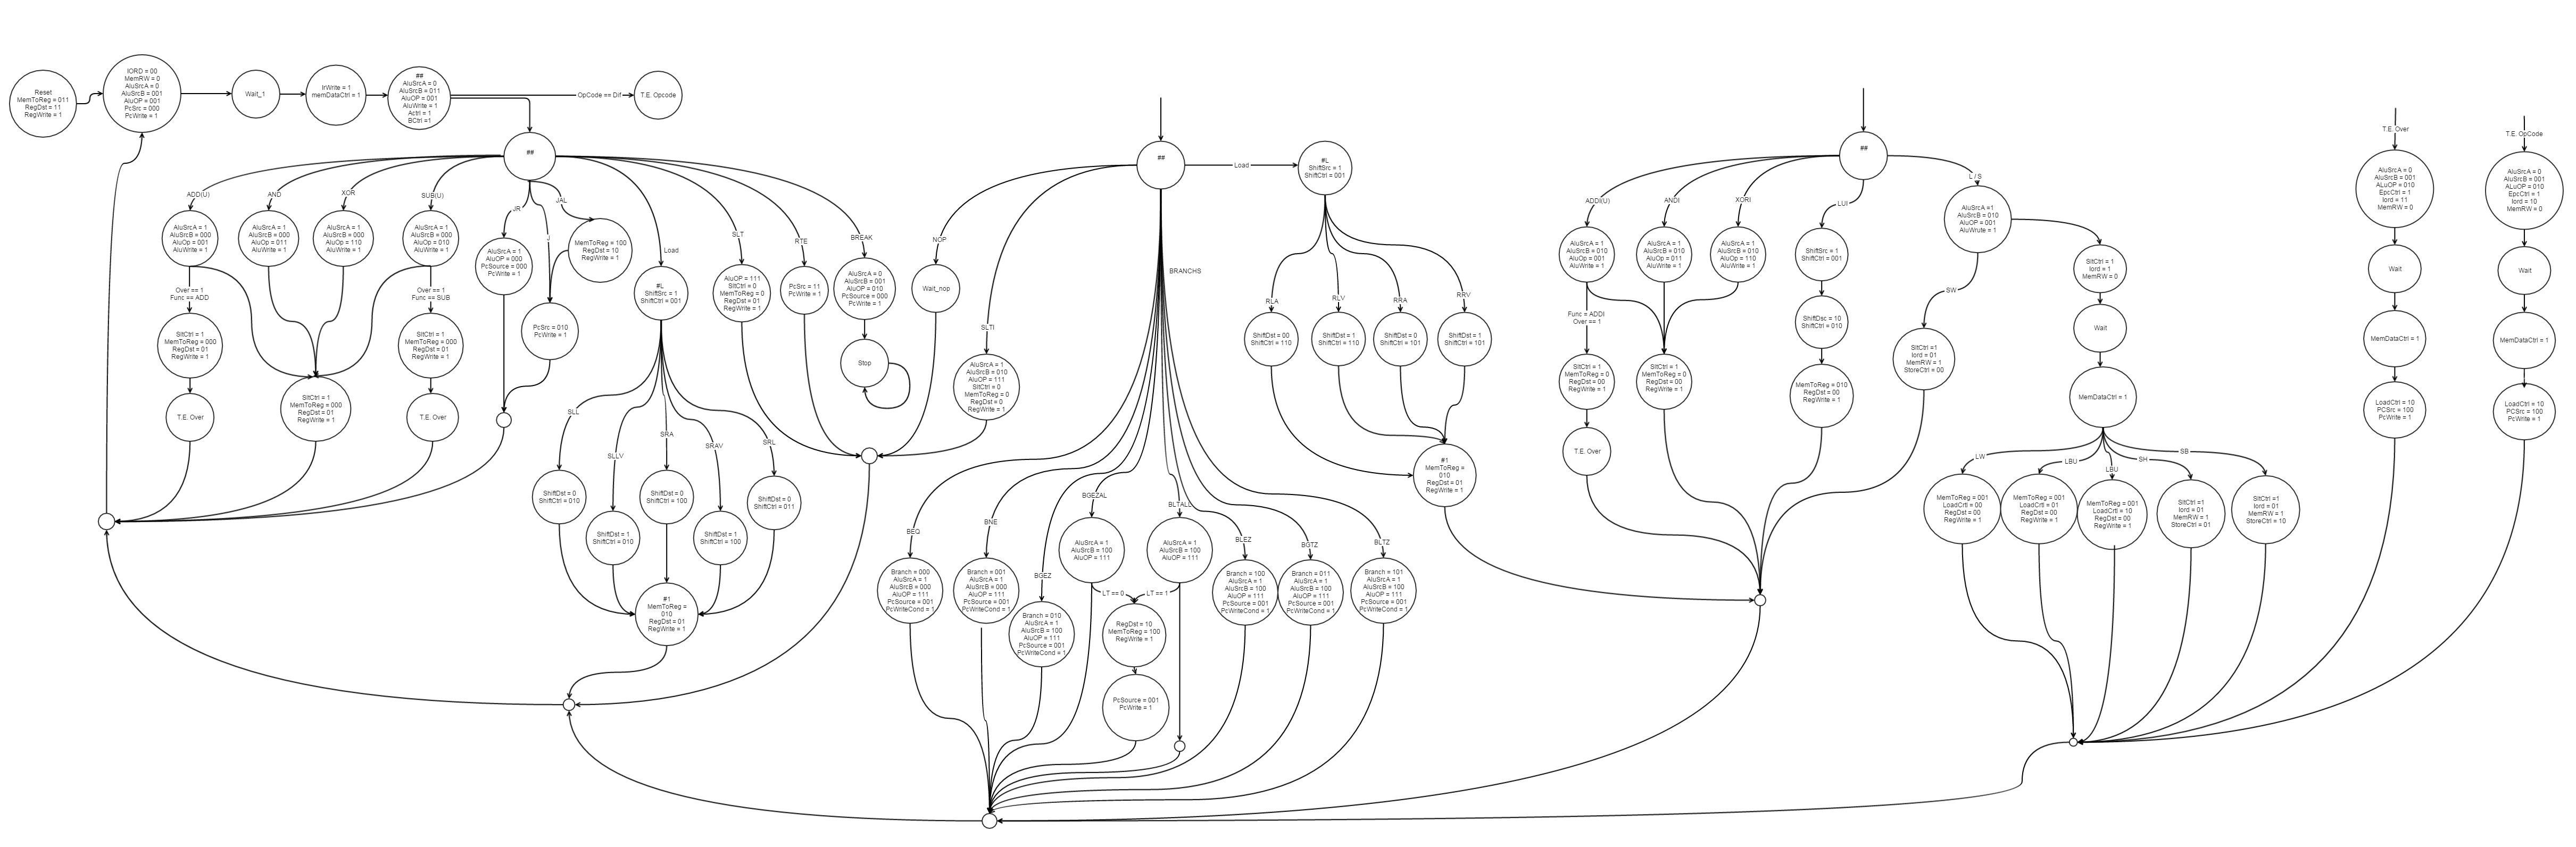 Reset
MemToReg = 011
RegDst = 11
RegWrite = 1
IORD = 00
MemRW = 0
AluSrcA = 0
AluSrcB = 001
AluOP = 001
PcSrc = 000
PcWrite = 1
Wait_1
IrWrite = 1
memDataCtrl = 1
##
AluSrcA = 0
AluSrcB = 011
AluOP = 001
AluWrite = 1
Actrl = 1
BCtrl =1
OpCode == Dif
T.E. Opcode
##
ADD(U)
AND
XOR
SUB(U)
JR
J
JAL
Load
SLT
RTE
BREAK
AluSrcA = 1
AluSrcB = 000
AluOp = 001
AluWrite = 1
AluSrcA = 1
AluSrcB = 000
AluOp = 011
AluWrite = 1
AluSrcA = 1
AluSrcB = 000
AluOp = 110
AluWrite = 1
AluSrcA = 1
AluSrcB = 000
AluOp = 010
AluWrite = 1
AluSrcA = 1
AluOP = 000
PcSource = 000
PcWrite = 1
MemToReg = 100
RegDst = 10
RegWrite = 1
#L
ShiftSrc = 1
ShiftCtrl = 001
AluOP = 111
SltCtrl = 0
MemToReg = 0
RegDst = 01
RegWrite = 1
PcSrc = 11
PcWrite = 1
AluSrcA = 0
AluSrcB = 001
AluOP = 010
PcSource = 000
PcWrite = 1
Over == 1
Func == ADD
Over == 1
Func == SUB
SltCtrl = 1
MemToReg = 000
RegDst = 01
RegWrite = 1
SltCtrl = 1
MemToReg = 000
RegDst = 01
RegWrite = 1
PcSrc = 010
PcWrite = 1
Stop
T.E. Over
SltCtrl = 1
MemToReg = 000
RegDst = 01
RegWrite = 1
T.E. Over
SLL
SLLV
SRA
SRAV
SRL
ShiftDst = 0
ShiftCtrl = 010
ShiftDst = 1
ShiftCtrl = 010
ShiftDst = 0
ShiftCtrl = 100
ShiftDst = 1
ShiftCtrl = 100
ShiftDst = 0
ShiftCtrl = 011
#1
MemToReg =
010
RegDst = 01
RegWrite = 1
##
Load
NOP
SLTI
BRANCHS
Wait_nop
AluSrcA = 1
AluSrcB = 010
AluOP = 111
SltCtrl = 0
MemToReg = 0
RegDst = 0
RegWrite = 1
#L
ShiftSrc = 1
ShiftCtrl = 001
RLA
RLV
RRA
RRV
ShiftDst = 00
ShiftCtrl = 110
ShiftDst = 1
ShiftCtrl = 110
ShiftDst = 0
ShiftCtrl = 101
ShiftDst = 1
ShiftCtrl = 101
#1
MemToReg =
010
RegDst = 01
RegWrite = 1
BEQ
BNE
BGEZ
BGEZAL
BLTALL
BLEZ
BGTZ
BLTZ
Branch = 000
AluSrcA = 1
AluSrcB = 000
AluOP = 111
PcSource = 001
PcWriteCond = 1
Branch = 001
AluSrcA = 1
AluSrcB = 000
AluOP = 111
PcSource = 001
PcWriteCond = 1
Branch = 010
AluSrcA = 1
AluSrcB = 100
AluOP = 111
PcSource = 001
PcWriteCond = 1
AluSrcA = 1
AluSrcB = 100
AluOP = 111
AluSrcA = 1
AluSrcB = 100
AluOP = 111
LT == 0
LT == 1
RegDst = 10
MemToReg = 100
RegWrite = 1
PcSource = 001
PcWrite = 1
Branch = 100
AluSrcA = 1
AluSrcB = 100
AluOP = 111
PcSource = 001
PcWriteCond = 1
Branch = 011
AluSrcA = 1
AluSrcB = 100
AluOP = 111
PcSource = 001
PcWriteCond = 1
Branch = 101
AluSrcA = 1
AluSrcB = 100
AluOP = 111
PcSource = 001
PcWriteCond = 1
##
ADDI(U)
ANDI
XORI
LUI
L / S
AluSrcA = 1
AluSrcB = 010
AluOp = 001
AluWrite = 1
AluSrcA = 1
AluSrcB = 010
AluOp = 011
AluWrite = 1
AluSrcA = 1
AluSrcB = 010
AluOp = 110
AluWrite = 1
ShiftSrc = 1
ShiftCtrl = 001
AluSrcA =1
AluSrcB = 010
AluOP = 001
AluWrute = 1
Func = ADDI
Over == 1
SltCtrl = 1
MemToReg = 0
RegDst = 00
RegWrite = 1
SltCtrl = 1
MemToReg = 0
RegDst = 00
RegWrite = 1
T.E. Over
ShiftDsc = 10
ShiftCtrl = 010
MemToReg = 010
RegDst = 00
RegWrite = 1
SW
SltCtrl =1
Iord = 01
MemRW = 1
StoreCtrl = 00
SltCtrl = 1
Iord = 1
MemRW = 0
Wait
MemDataCtrl = 1
LW
LBU
LBU
SH
SB
MemToReg = 001
LoadCrtl = 00
RegDst = 00
RegWrite = 1
MemToReg = 001
LoadCrtl = 01
RegDst = 00
RegWrite = 1
MemToReg = 001
LoadCrtl = 10
RegDst = 00
RegWrite = 1
SltCtrl =1
Iord = 01
MemRW = 1
StoreCtrl = 01
SltCtrl =1
Iord = 01
MemRW = 1
StoreCtrl = 10
T.E. Over
AluSrcA = 0
AluSrcB = 001
ALuOP = 010
EpcCtrl = 1
Iord = 11
MemRW = 0
Wait
MemDataCtrl = 1
LoadCtrl = 10
PCSrc = 100
PcWrite = 1
T.E. OpCode
AluSrcA = 0
AluSrcB = 001
ALuOP = 010
EpcCtrl = 1
Iord = 10
MemRW = 0
Wait
MemDataCtrl = 1
LoadCtrl = 10
PCSrc = 100
PcWrite = 1